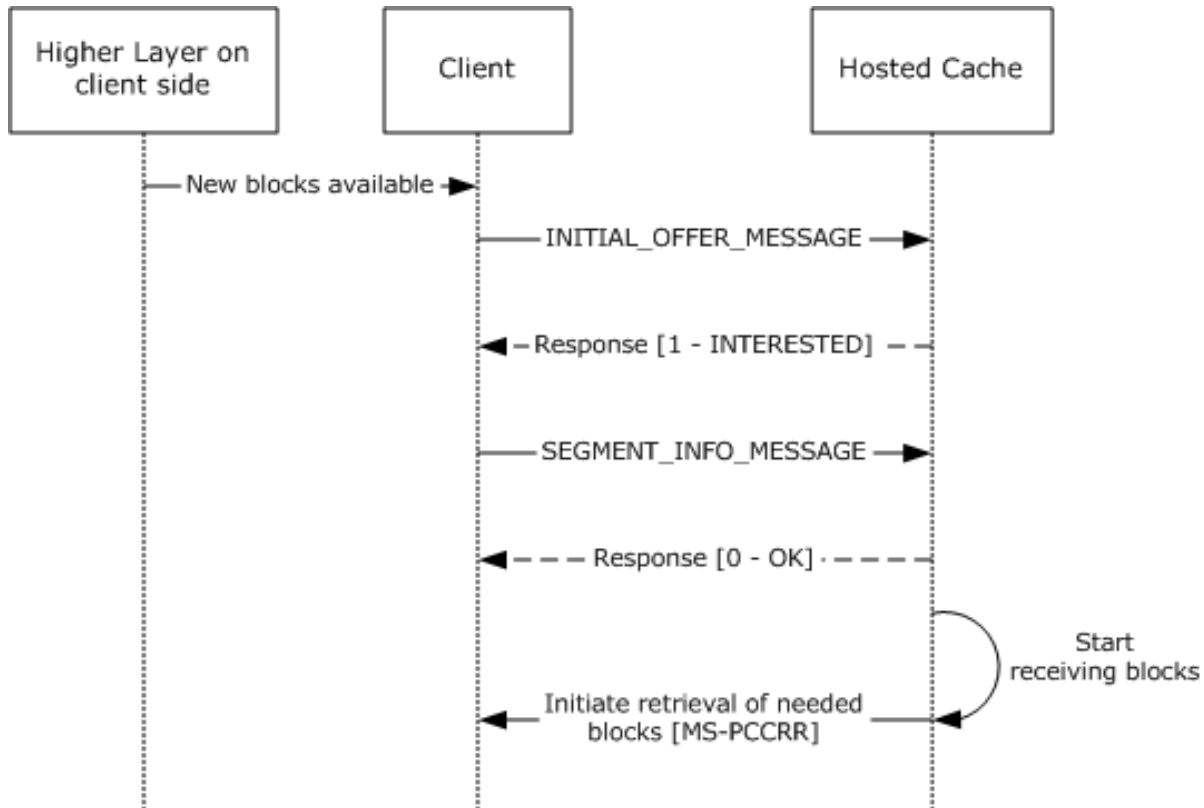 Higher Layer on
client side
Client
Hosted Cache
New blocks available
INITIAL_OFFER_MESSAGE
Response [1 - INTERESTED]
SEGMENT_INFO_MESSAGE
Response [0 - OK]
Start
receiving blocks
Initiate retrieval of needed
blocks [MS-PCCRR]